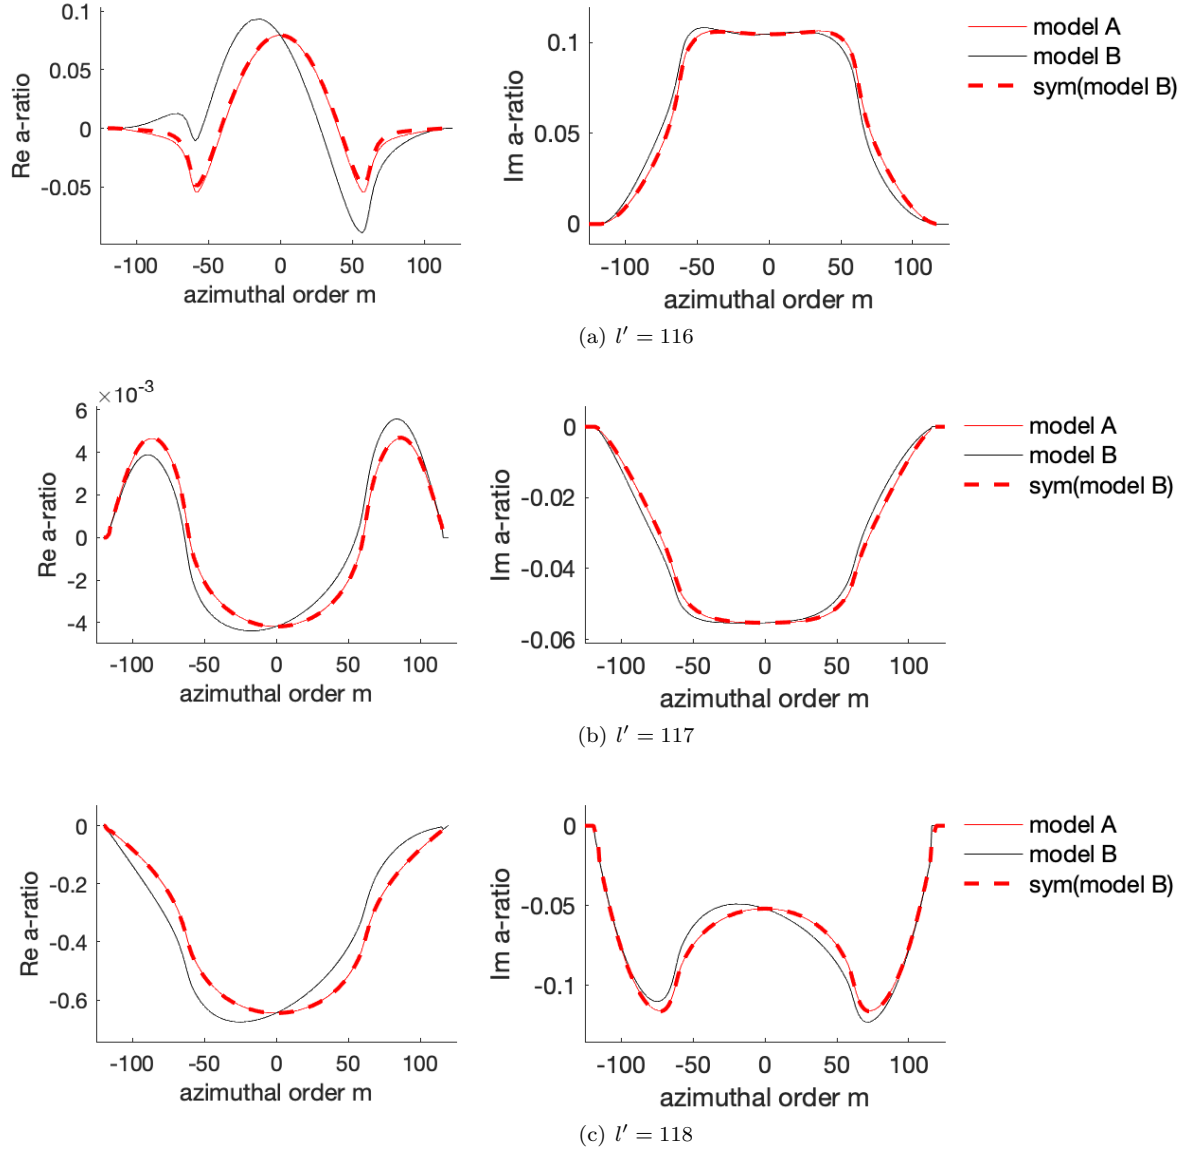 0.1
0.05
0
-0.05
Re a-ratio
-100 -50 0 50 100
azimuthal order m
0.1
0.05
0
Im a-ratio
-100 -50 0 50 100
azimuthal order m
model A
model B
sym(model B)
(a) l′ = 116
×10⁻³
6
4
2
0
-2
-4
Re a-ratio
-100 -50 0 50 100
azimuthal order m
0
-0.02
-0.04
-0.06
Im a-ratio
-100 -50 0 50 100
azimuthal order m
model A
model B
sym(model B)
(b) l′ = 117
0
-0.2
-0.4
-0.6
Re a-ratio
-100 -50 0 50 100
azimuthal order m
0
-0.05
-0.1
Im a-ratio
-100 -50 0 50 100
azimuthal order m
model A
model B
sym(model B)
(c) l′ = 118